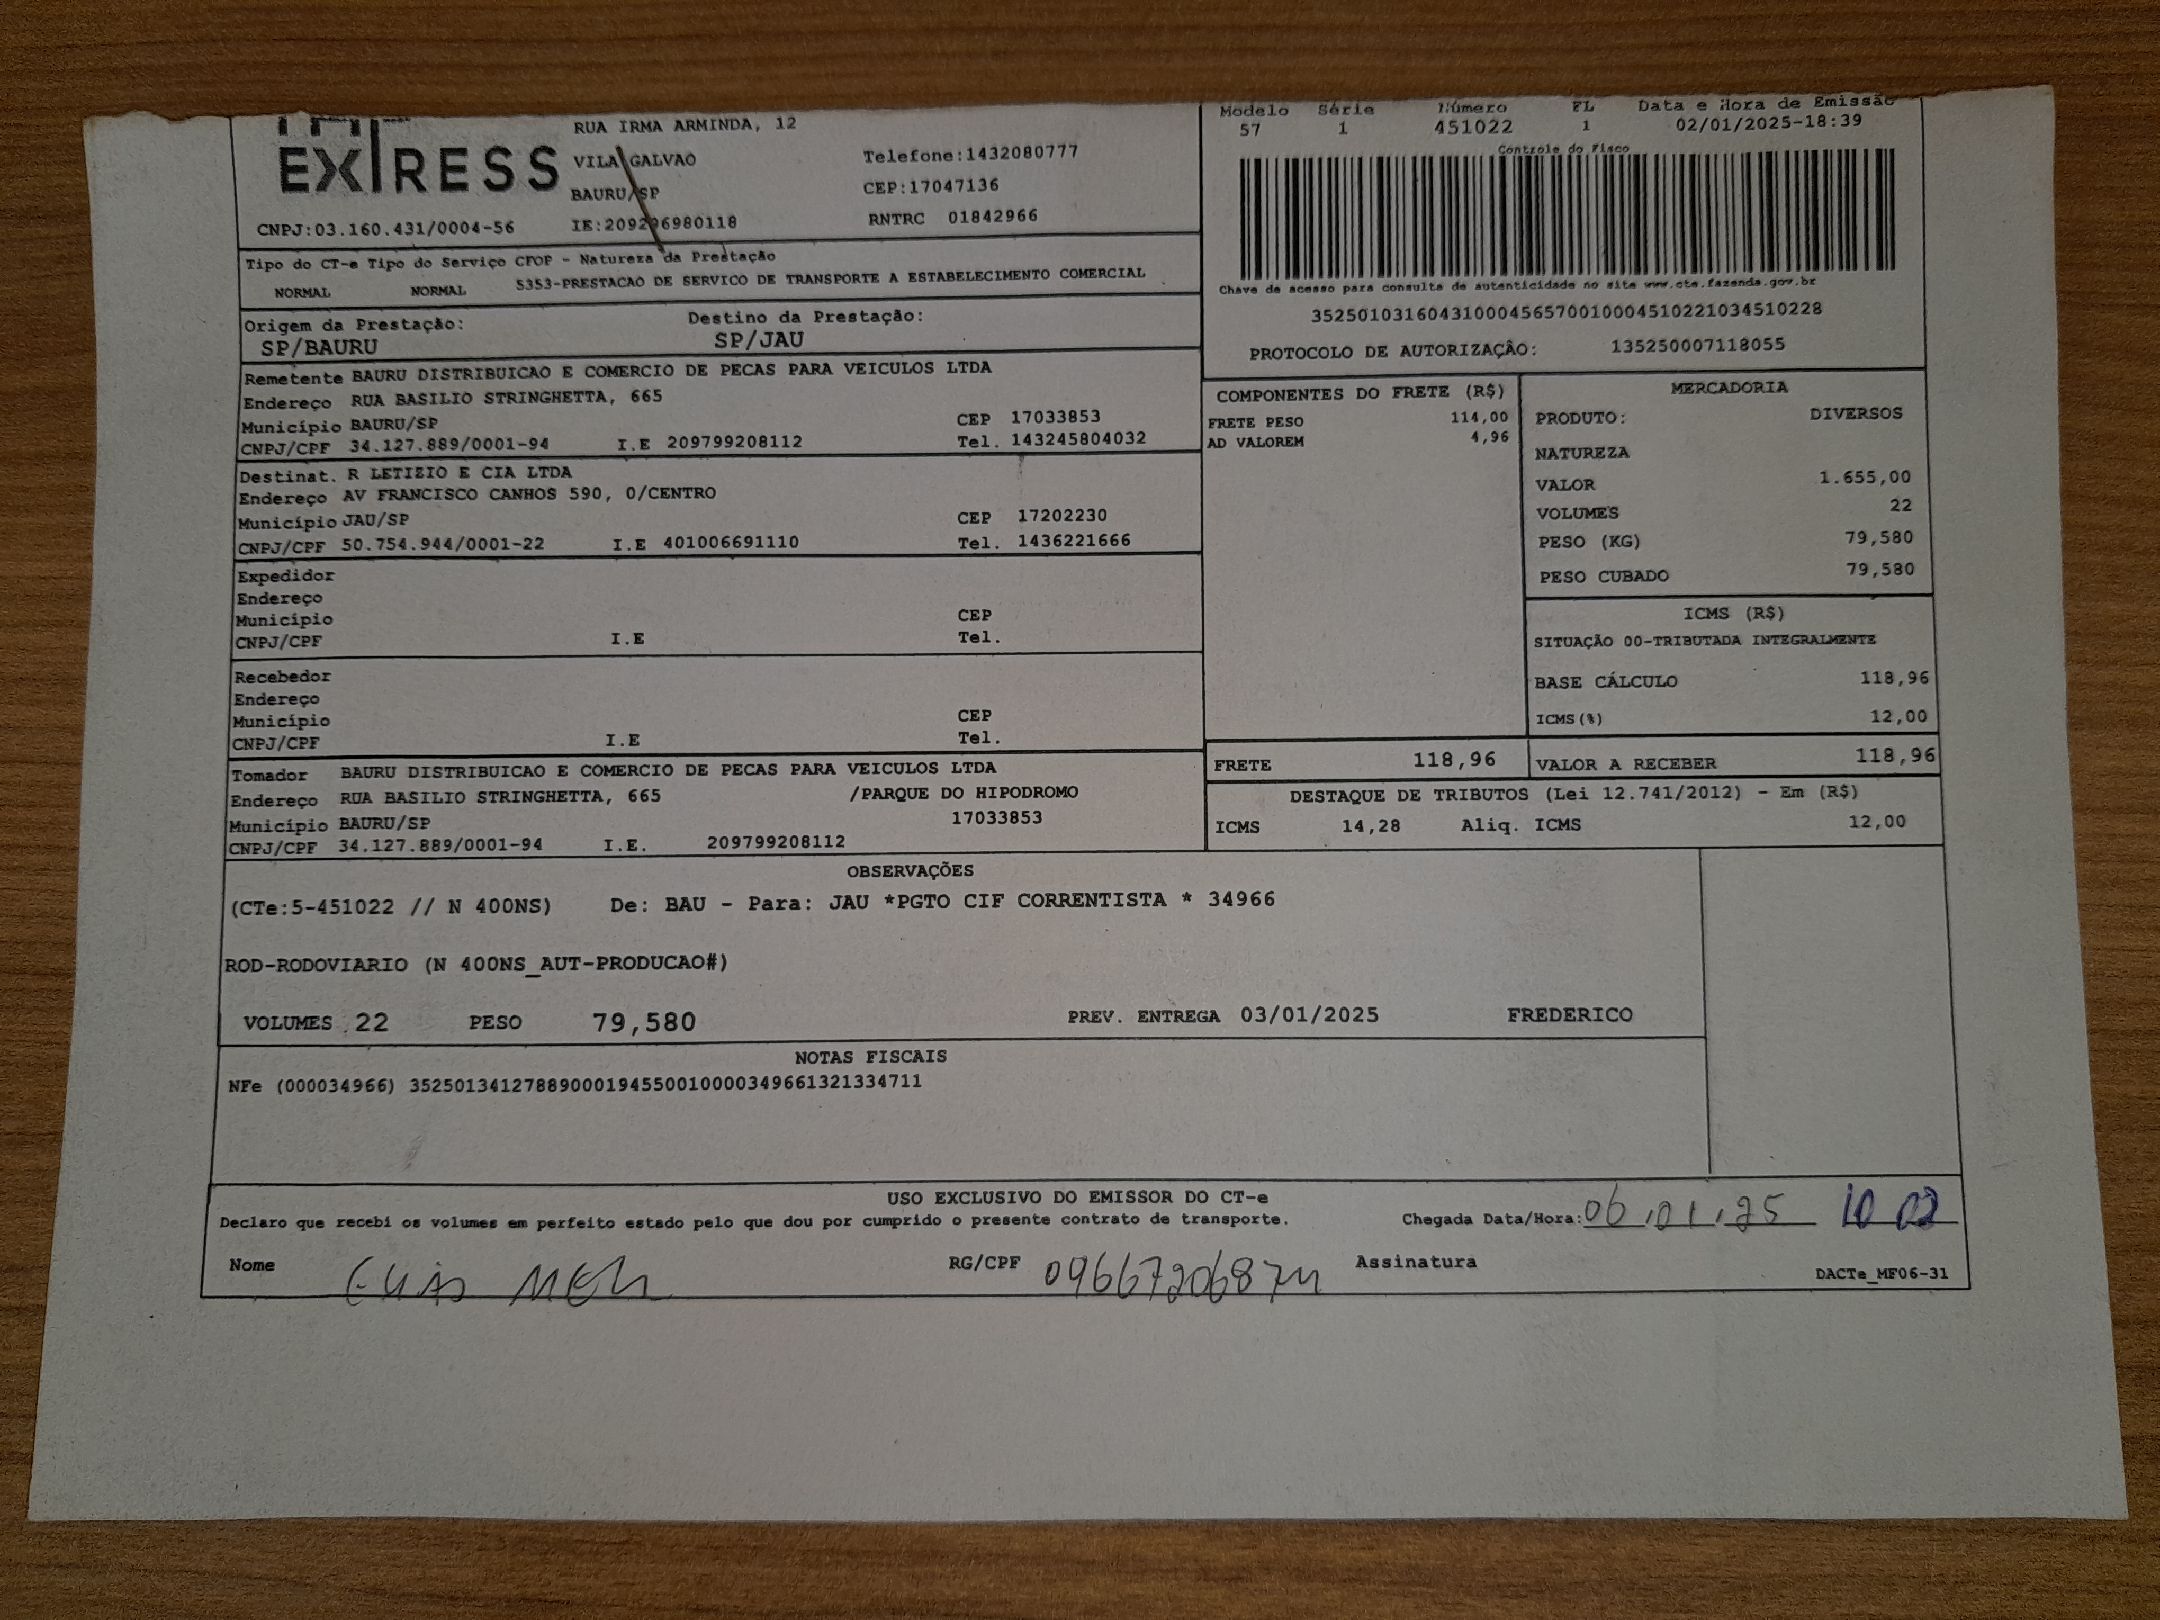 EXPRESS
RUA IRMA ARMINDA, 12
VILA GALVAO
Telefone:1432080777
BAURU/SP
CEP:17047136
CNPJ:03.160.431/0004-56
IE:209296980118
RNTRC 01842966
Modelo Série Número FL Data e Hora de Emissão
57 1 451022 1 02/01/2025-18:39
Controle do Fisco
Chave de acesso para consulta de autenticidade no site www.cte.fazenda.gov.br
35250103160431000456570010004510221034510228
PROTOCOLO DE AUTORIZAÇÃO: 135250007118055
Tipo do CT-e Tipo do Serviço CFOP - Natureza da Prestação
NORMAL NORMAL 5353-PRESTACAO DE SERVICO DE TRANSPORTE A ESTABELECIMENTO COMERCIAL
Origem da Prestação: Destino da Prestação:
SP/BAURU SP/JAU
Remetente BAURU DISTRIBUICAO E COMERCIO DE PECAS PARA VEICULOS LTDA
Endereço RUA BASILIO STRINGHETTA, 665
Município BAURU/SP CEP 17033853
CNPJ/CPF 34.127.889/0001-94 I.E 209799208112 Tel. 143245804032
Destinat. R LETIZIO E CIA LTDA
Endereço AV FRANCISCO CANHOS 590, 0/CENTRO
Município JAU/SP CEP 17202230
CNPJ/CPF 50.754.944/0001-22 I.E 401006691110 Tel. 1436221666
Expedidor
Endereço
Município CEP
CNPJ/CPF I.E Tel.
Recebedor
Endereço
Município CEP
CNPJ/CPF I.E Tel.
Tomador BAURU DISTRIBUICAO E COMERCIO DE PECAS PARA VEICULOS LTDA
Endereço RUA BASILIO STRINGHETTA, 665 /PARQUE DO HIPODROMO
Município BAURU/SP 17033853
CNPJ/CPF 34.127.889/0001-94 I.E. 209799208112
COMPONENTES DO FRETE (R$)
FRETE PESO 114,00
AD VALOREM 4,96
MERCADORIA
PRODUTO: DIVERSOS
NATUREZA
VALOR 1.655,00
VOLUMES 22
PESO (KG) 79,580
PESO CUBADO 79,580
ICMS (R$)
SITUAÇÃO 00-TRIBUTADA INTEGRALMENTE
BASE CÁLCULO 118,96
ICMS(%) 12,00
FRETE 118,96 VALOR A RECEBER 118,96
DESTAQUE DE TRIBUTOS (Lei 12.741/2012) - Em (R$)
ICMS 14,28 Aliq. ICMS 12,00
OBSERVAÇÕES
(CTe:5-451022 // N 400NS) De: BAU - Para: JAU *PGTO CIF CORRENTISTA * 34966
ROD-RODOVIARIO (N 400NS_AUT-PRODUCAO#)
VOLUMES 22 PESO 79,580 PREV. ENTREGA 03/01/2025 FREDERICO
NOTAS FISCAIS
NFe (000034966) 35250134127889000194550010000349661321334711
USO EXCLUSIVO DO EMISSOR DO CT-e
Declaro que recebi os volumes em perfeito estado pelo que dou por cumprido o presente contrato de transporte. Chegada Data/Hora: 06.01.25 10 02
Nome RG/CPF Assinatura
DACTe_MF06-31